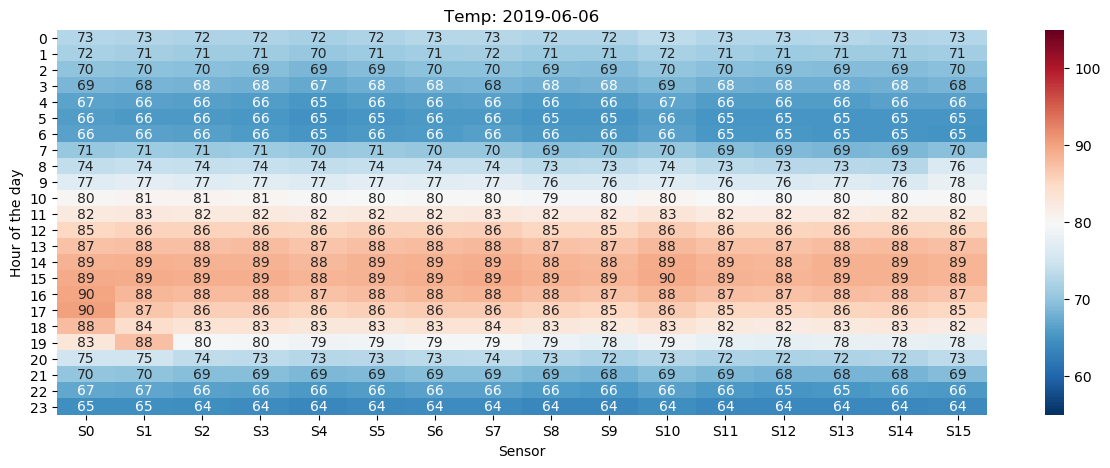 Temp: 2019-06-06
0 73 73 72 72 72 72 73 73 72 72 73 73 73 73 73 73
1 72 71 71 71 70 71 71 72 71 71 72 71 71 71 71 71
2 70 70 70 69 69 69 70 70 69 69 70 70 69 69 69 70
3 69 68 68 68 67 68 68 68 68 68 69 68 68 68 68 68
4 67 66 66 66 65 66 66 66 66 66 67 66 66 66 66 66
5 66 66 66 66 65 65 66 66 66 66 66 65 65 65 65 65
6 66 66 66 66 65 66 66 66 65 66 66 65 65 65 65 65
7 71 71 71 71 70 71 70 70 69 70 70 69 69 69 69 70
8 74 74 74 74 74 74 74 74 73 73 74 73 73 73 73 76
9 77 77 77 77 77 77 77 77 76 76 77 76 76 77 76 78
10 80 81 81 81 80 80 80 80 79 80 80 80 80 80 80 80
11 82 83 82 82 82 82 82 83 82 82 83 82 82 82 82 82
12 85 86 86 86 86 86 86 86 85 85 86 86 86 86 86 86
13 87 88 88 88 87 88 88 88 87 87 88 87 87 88 88 87
14 89 89 89 89 88 89 89 89 88 88 89 89 88 89 89 89
15 89 89 89 89 88 89 89 89 89 89 90 89 88 89 89 88
16 90 88 88 88 87 88 88 88 88 87 88 88 87 88 88 87
17 90 87 86 86 86 86 86 86 86 85 86 85 85 86 86 85
18 88 84 83 83 83 83 83 84 83 82 83 82 82 83 83 82
19 83 88 80 80 79 79 79 79 79 78 79 78 78 78 78 78
20 75 75 74 73 73 73 73 74 73 72 73 72 72 72 72 73
21 70 70 69 69 69 69 69 69 69 68 69 69 68 68 68 69
22 67 67 66 66 66 66 66 66 66 66 66 66 65 65 66 66
23 65 65 64 64 64 64 64 64 64 64 64 64 64 64 64 64
S0 S1 S2 S3 S4 S5 S6 S7 S8 S9 S10 S11 S12 S13 S14 S15
Sensor
Hour of the day
100
90
80
70
60